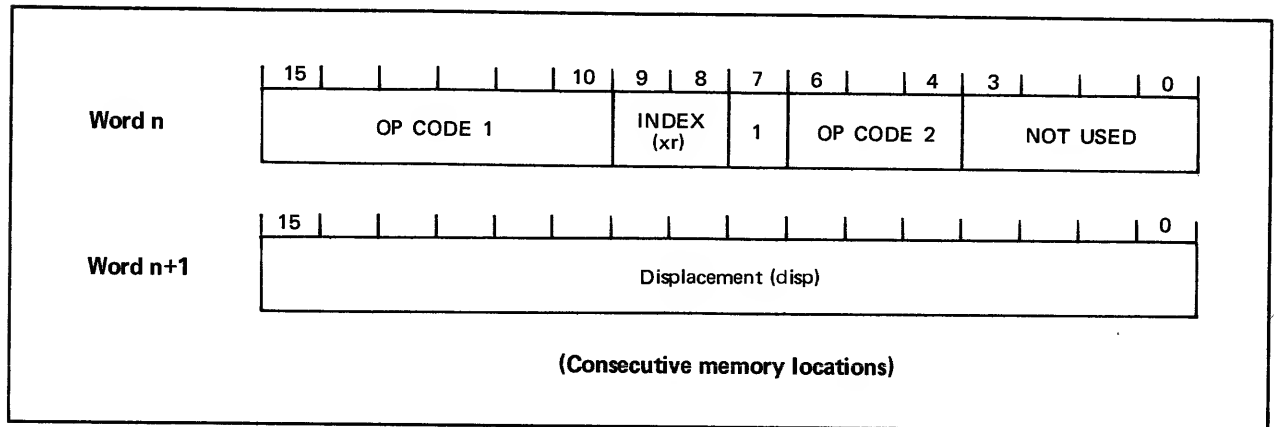 15 10 9 8 7 6 4 3 0
Word n
OP CODE 1 INDEX (xr) 1 OP CODE 2 NOT USED
15 0
Word n+1
Displacement (disp)
(Consecutive memory locations)